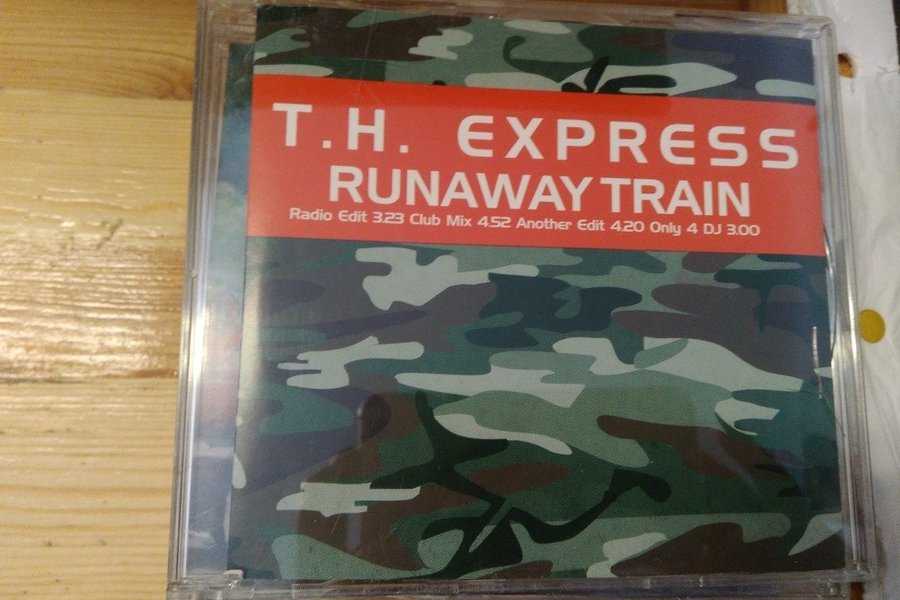 T.H. EXPRESS
RUNAWAY TRAIN
Radio Edit 3.23 Club Mix 4.52 Another Edit 4.20 Only 4 DJ 3.00